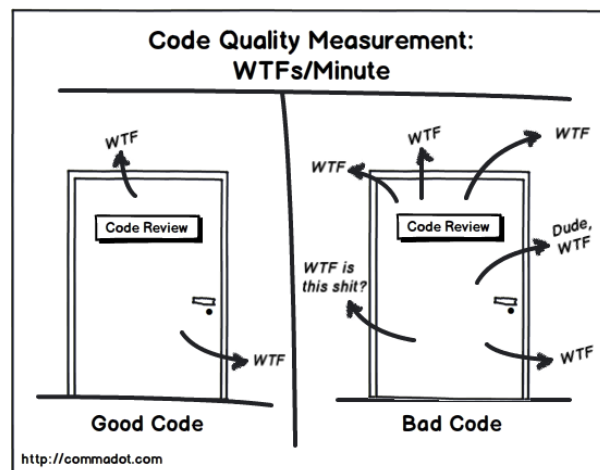 Code Quality Measurement:
WTFs/Minute
WTF
Code Review
WTF
Good Code
WTF
WTF
WTF
Code Review
Dude,
WTF
WTF is
this shit?
WTF
Bad Code
http://commadot.com